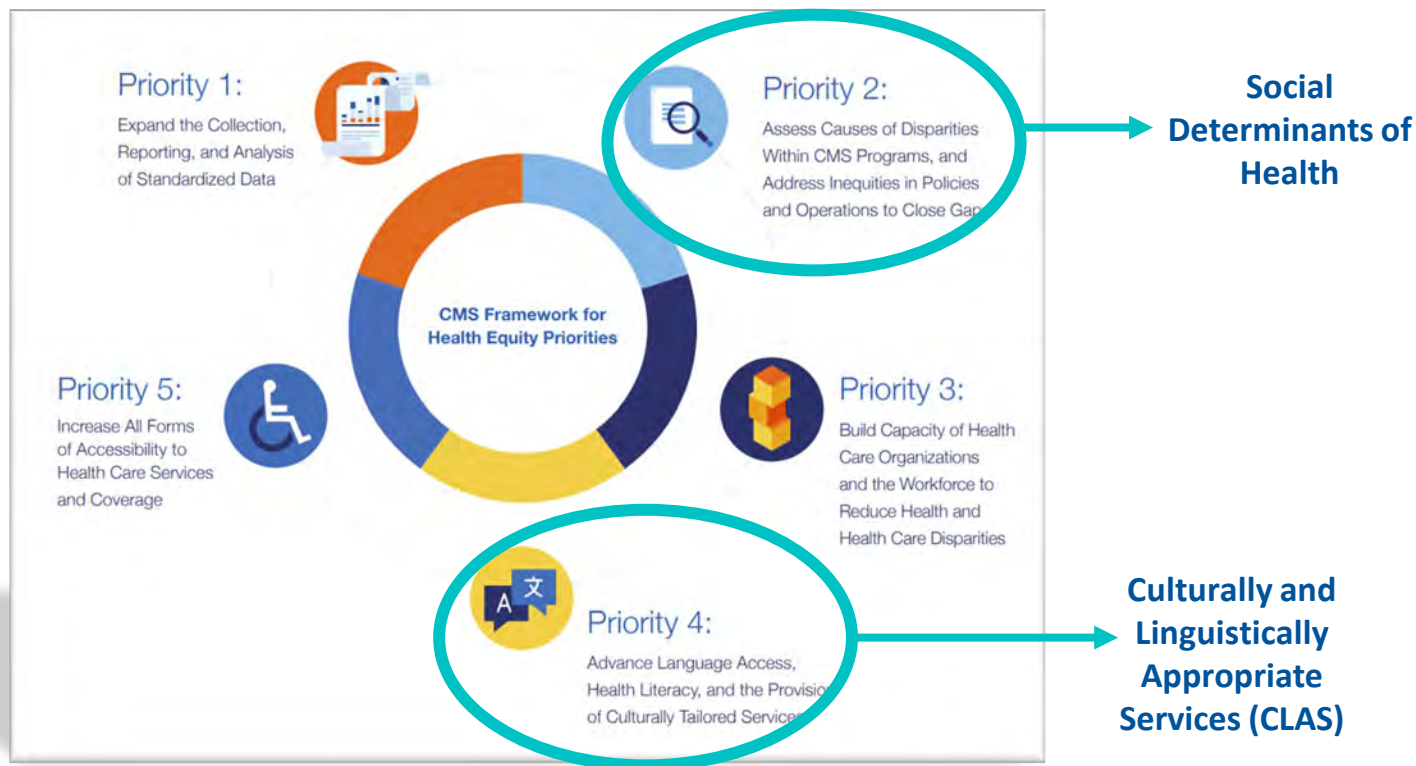 Priority 1:
Expand the Collection,
Reporting, and Analysis
of Standardized Data
Priority 2:
Assess Causes of Disparities
Within CMS Programs, and
Address Inequities in Policies
and Operations to Close Gap
Social
Determinants of
Health
CMS Framework for
Health Equity Priorities
Priority 5:
Increase All Forms
of Accessibility to
Health Care Services
and Coverage
Priority 3:
Build Capacity of Health
Care Organizations
and the Workforce to
Reduce Health and
Health Care Disparities
A 文
Priority 4:
Advance Language Access,
Health Literacy, and the Provision
of Culturally Tailored Services
Culturally and
Linguistically
Appropriate
Services (CLAS)